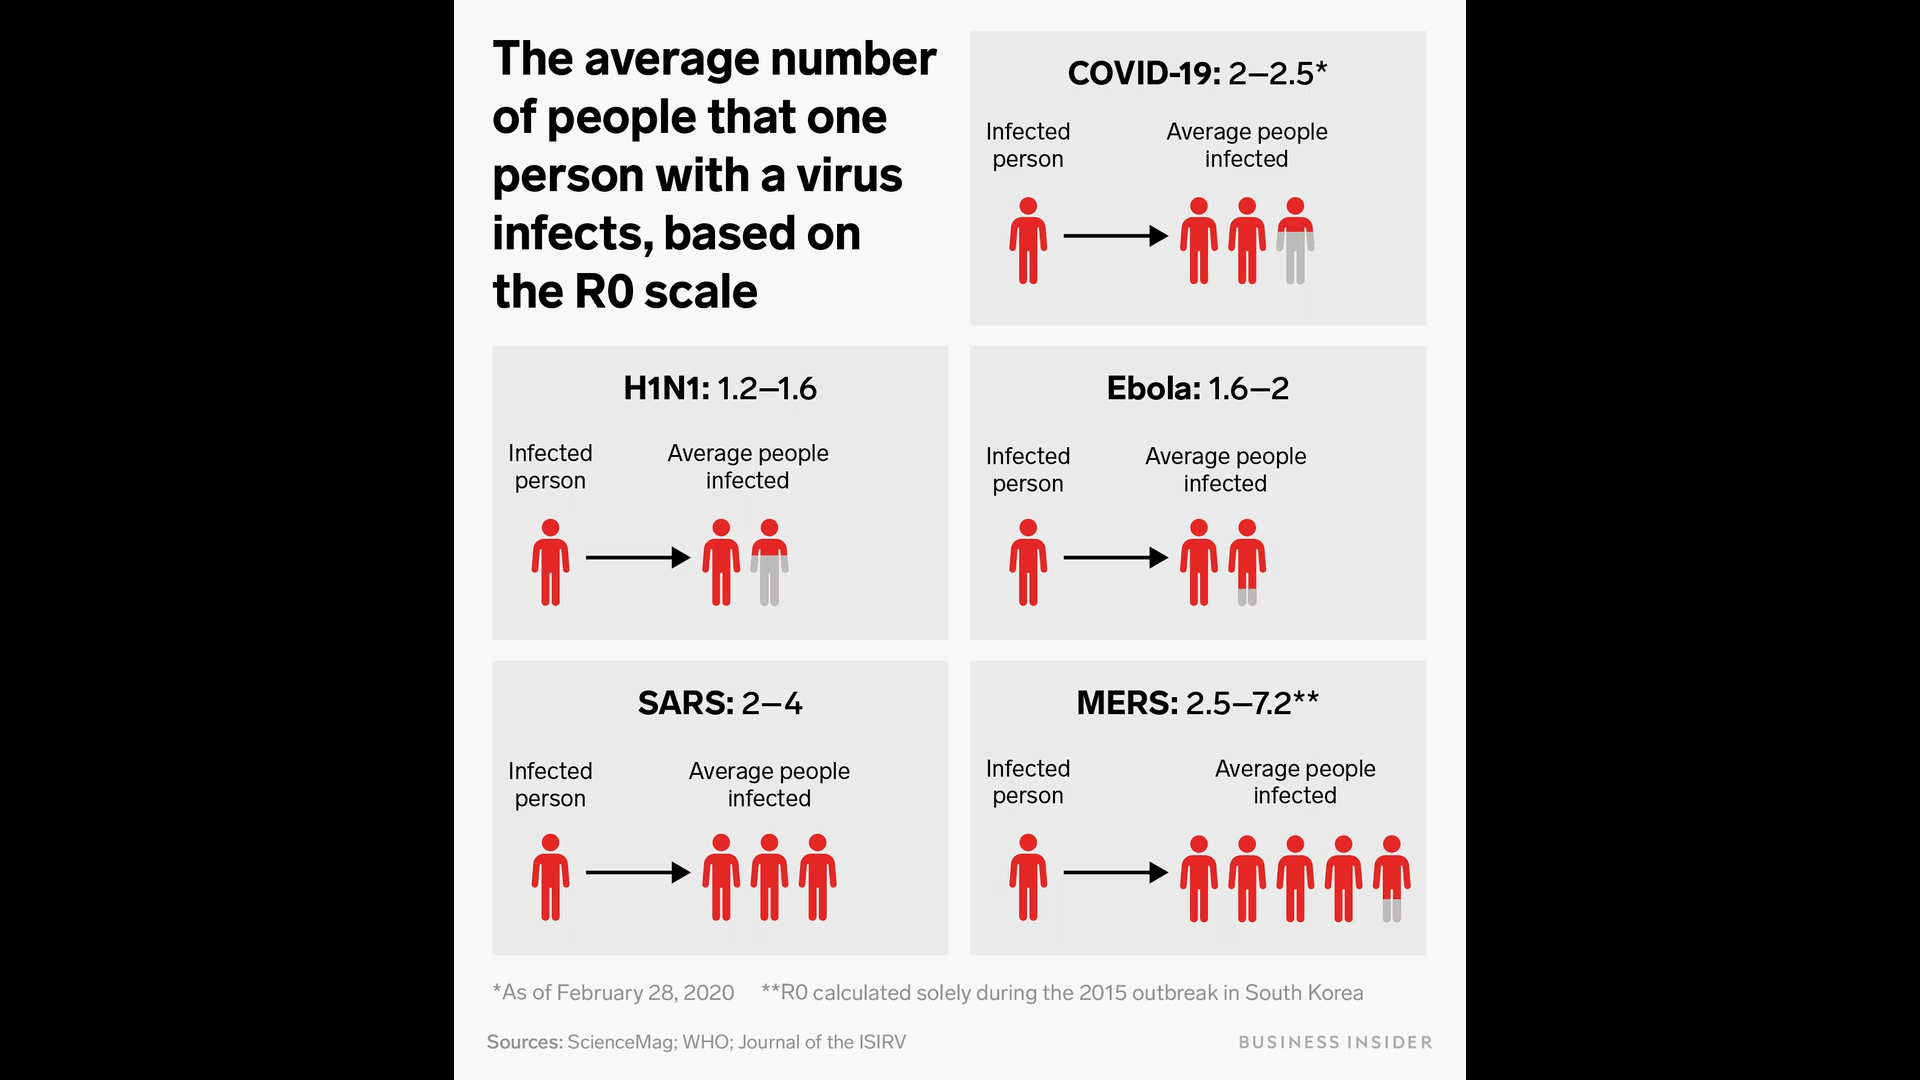 The average number
of people that one
person with a virus
infects, based on
the R0 scale
COVID-19: 2–2.5*
Infected
person
Average people
infected
H1N1: 1.2–1.6
Infected
person
Average people
infected
Ebola: 1.6–2
Infected
person
Average people
infected
SARS: 2–4
Infected
person
Average people
infected
MERS: 2.5–7.2**
Infected
person
Average people
infected
*As of February 28, 2020 **R0 calculated solely during the 2015 outbreak in South Korea
Sources: ScienceMag; WHO; Journal of the ISIRV
BUSINESS INSIDER